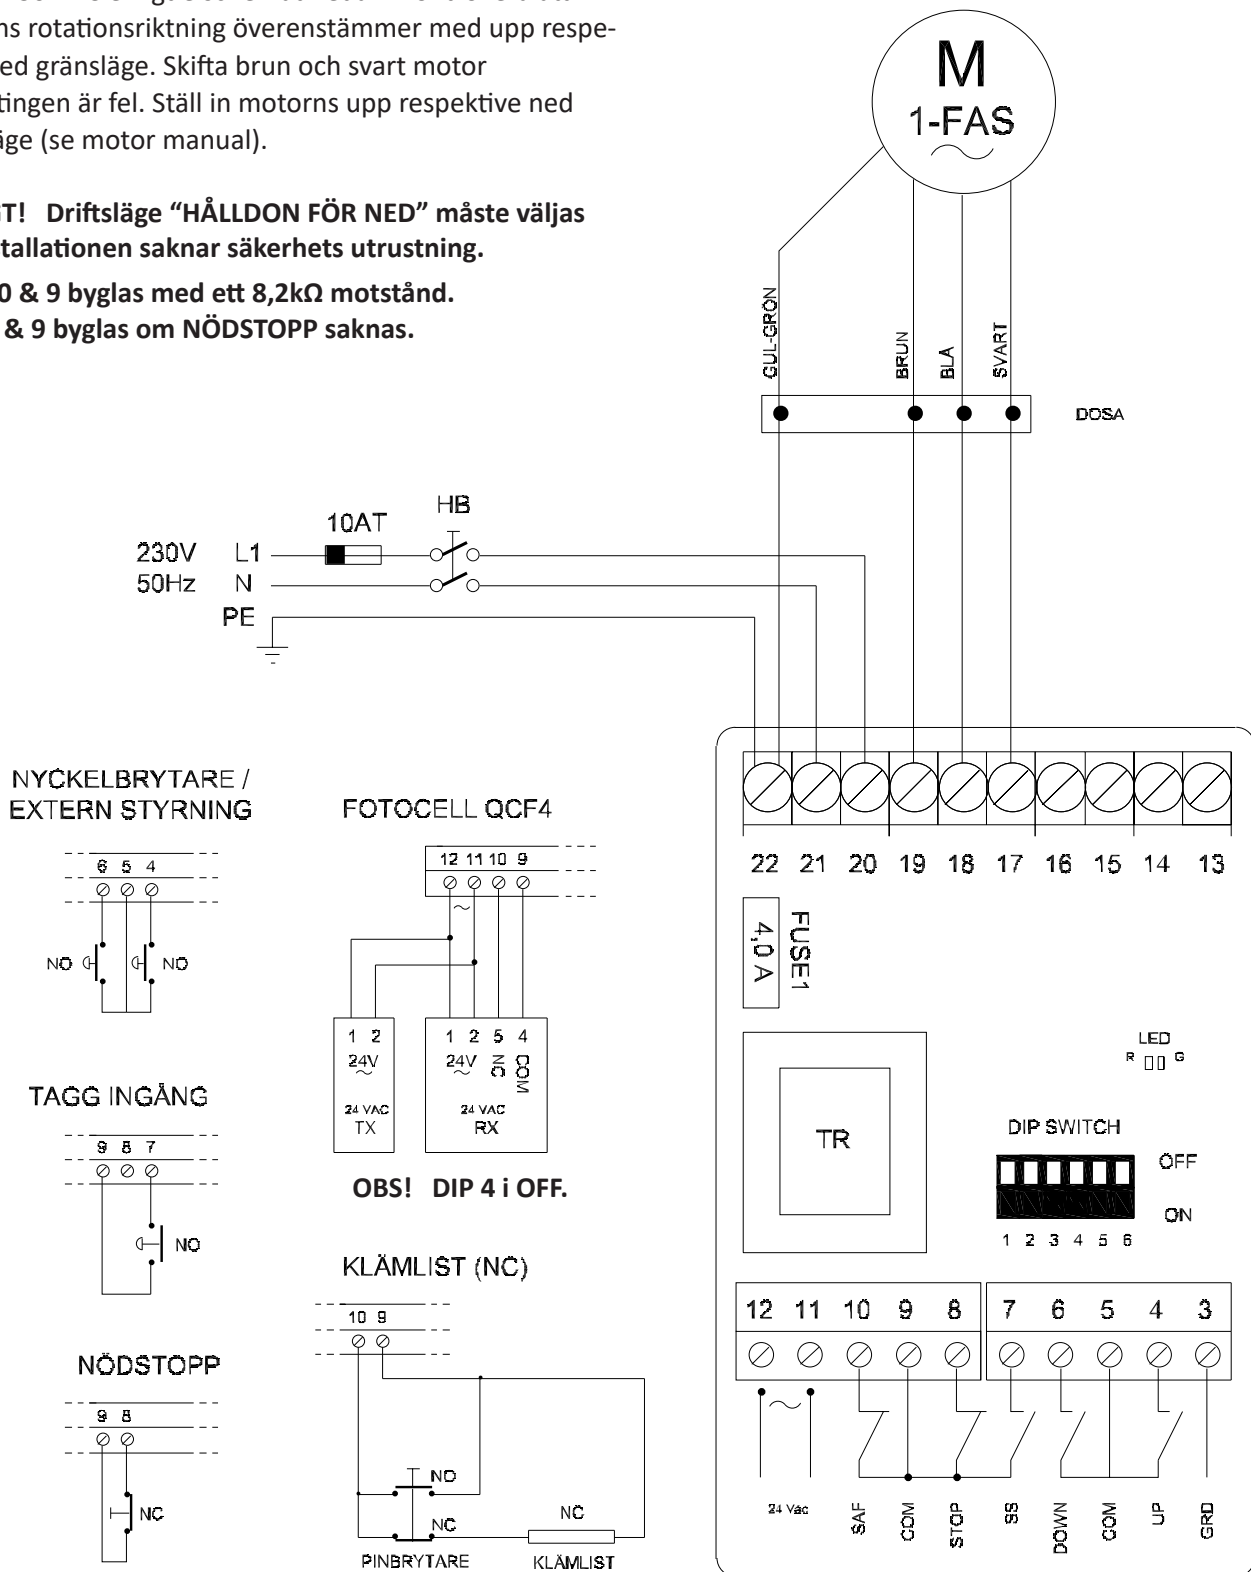 ns rotationsriktning överenstämmer med upp respe-
ed gränsläge. Skifta brun och svart motor
tingen är fel. Ställ in motorns upp respektive ned
äge (se motor manual).
GT! Driftsläge “HÅLLDON FÖR NED” måste väljas
stallationen saknar säkerhets utrustning.
0 & 9 byglas med ett 8,2kΩ motstånd.
& 9 byglas om NÖDSTOPP saknas.
M
1-FAS
GUL-GRÖN
BRUN
BLÅ
SVART
DOSA
10AT
HB
230V L1
50Hz N
PE
NYCKELBRYTARE /
EXTERN STYRNING
6 5 4
NO NO
TAGG INGÅNG
9 8 7
NO
NÖDSTOPP
9 8
NC
FOTOCELL QCF4
12 11 10 9
1 2
24V
24 VAC
TX
1 2 5 4
24V
NC
COM
24 VAC
RX
OBS! DIP 4 i OFF.
KLÄMLIST (NC)
10 9
NO
NC
NC
PINBRYTARE
KLÄMLIST
22 21 20 19 18 17 16 15 14 13
4,0 A
FUSE1
LED
R G
TR
DIP SWITCH
OFF
ON
1 2 3 4 5 6
12 11 10 9 8 7 6 5 4 3
24 Vac
SAF
COM
STOP
SS
DOWN
COM
UP
GRD